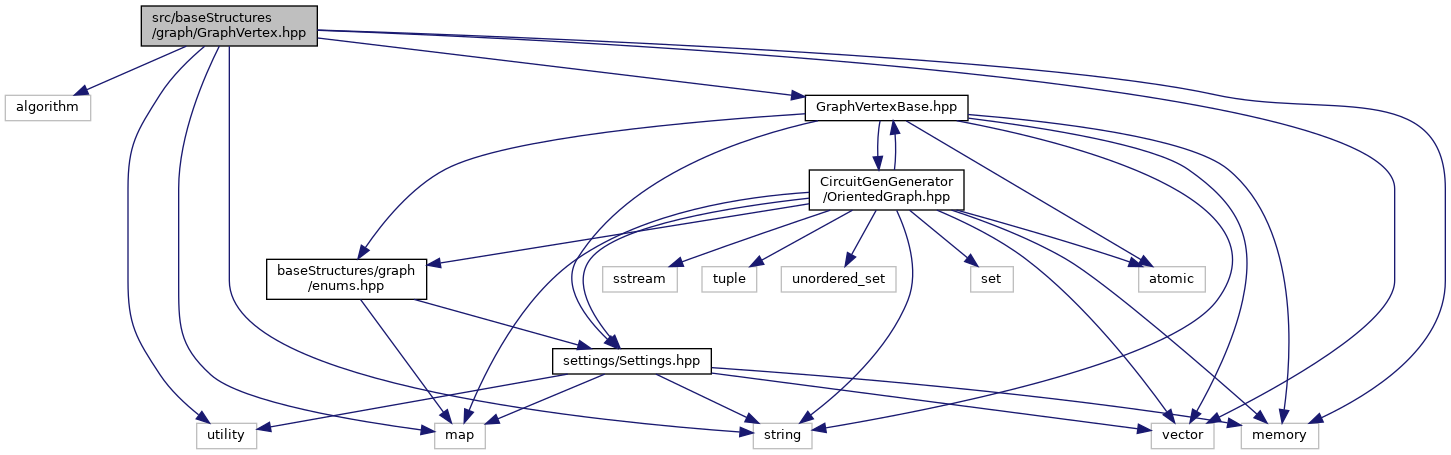 src/baseStructures
/graph/GraphVertex.hpp
algorithm
GraphVertexBase.hpp
CircuitGenGenerator
/OrientedGraph.hpp
baseStructures/graph
/enums.hpp
sstream
tuple
unordered_set
set
atomic
settings/Settings.hpp
utility
map
string
vector
memory